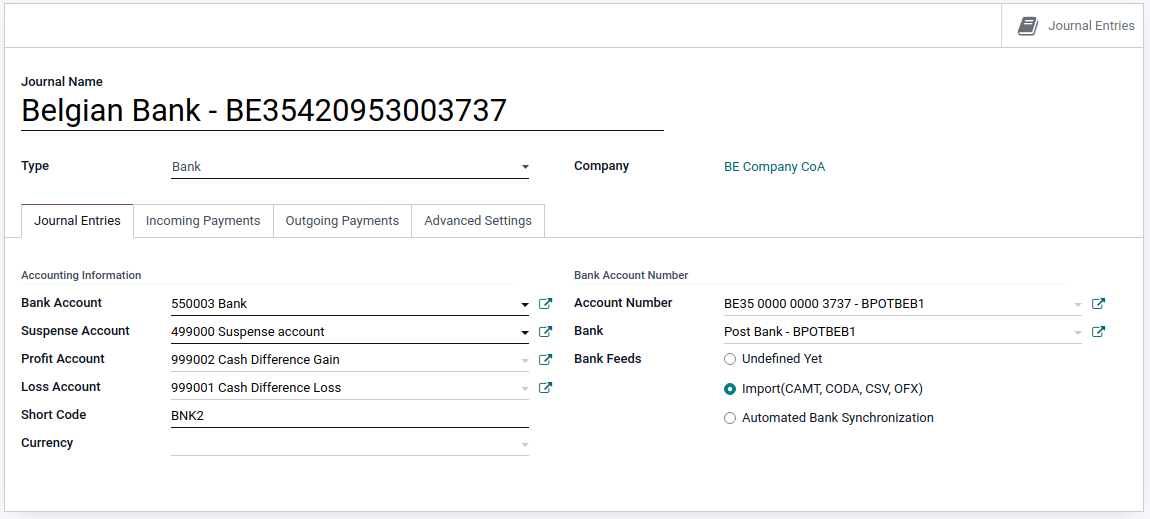 Journal Entries
Journal Name
Belgian Bank - BE35420953003737
Type Bank Company BE Company CoA
Journal Entries Incoming Payments Outgoing Payments Advanced Settings
Accounting Information Bank Account Number
Bank Account 550003 Bank Account Number BE35 0000 0000 3737 - BPOTBEB1
Suspense Account 499000 Suspense account Bank Post Bank - BPOTBEB1
Profit Account 999002 Cash Difference Gain Bank Feeds Undefined Yet
Loss Account 999001 Cash Difference Loss Import(CAMT, CODA, CSV, OFX)
Short Code BNK2 Automated Bank Synchronization
Currency